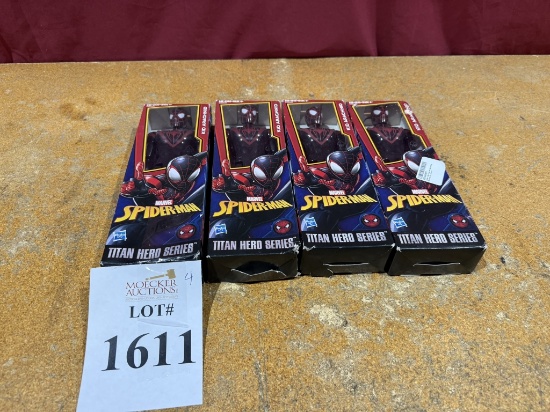 MARVEL
SPIDER-MAN
TITAN HERO SERIES
MARVEL
SPIDER-MAN
TITAN HERO SERIES
MARVEL
SPIDER-MAN
TITAN HERO SERIES
MARVEL
SPIDER-MAN
TITAN HERO SERIES
4
MOECKER
AUCTIONS
LOT#
1611